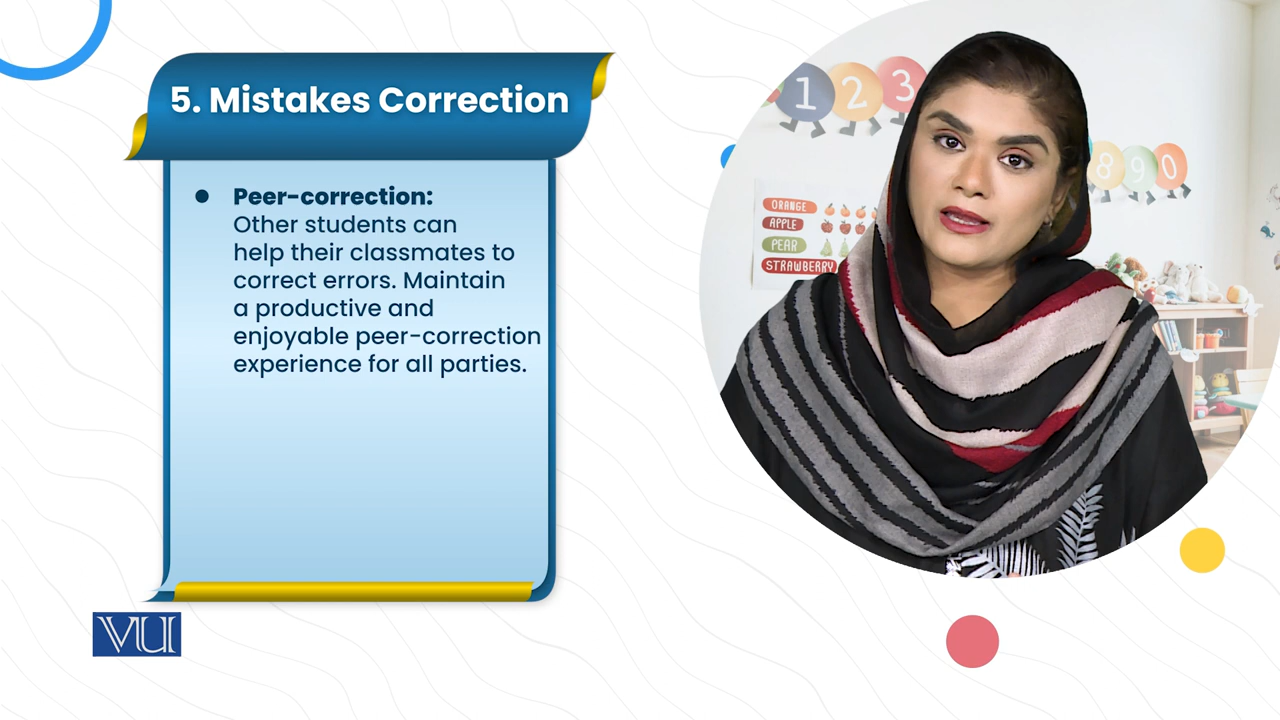 5. Mistakes Correction
● Peer-correction:
Other students can
help their classmates to
correct errors. Maintain
a productive and
enjoyable peer-correction
experience for all parties.
VU
1 2 3
8 9 0
ORANGE
APPLE
PEAR
STRAWBERRY